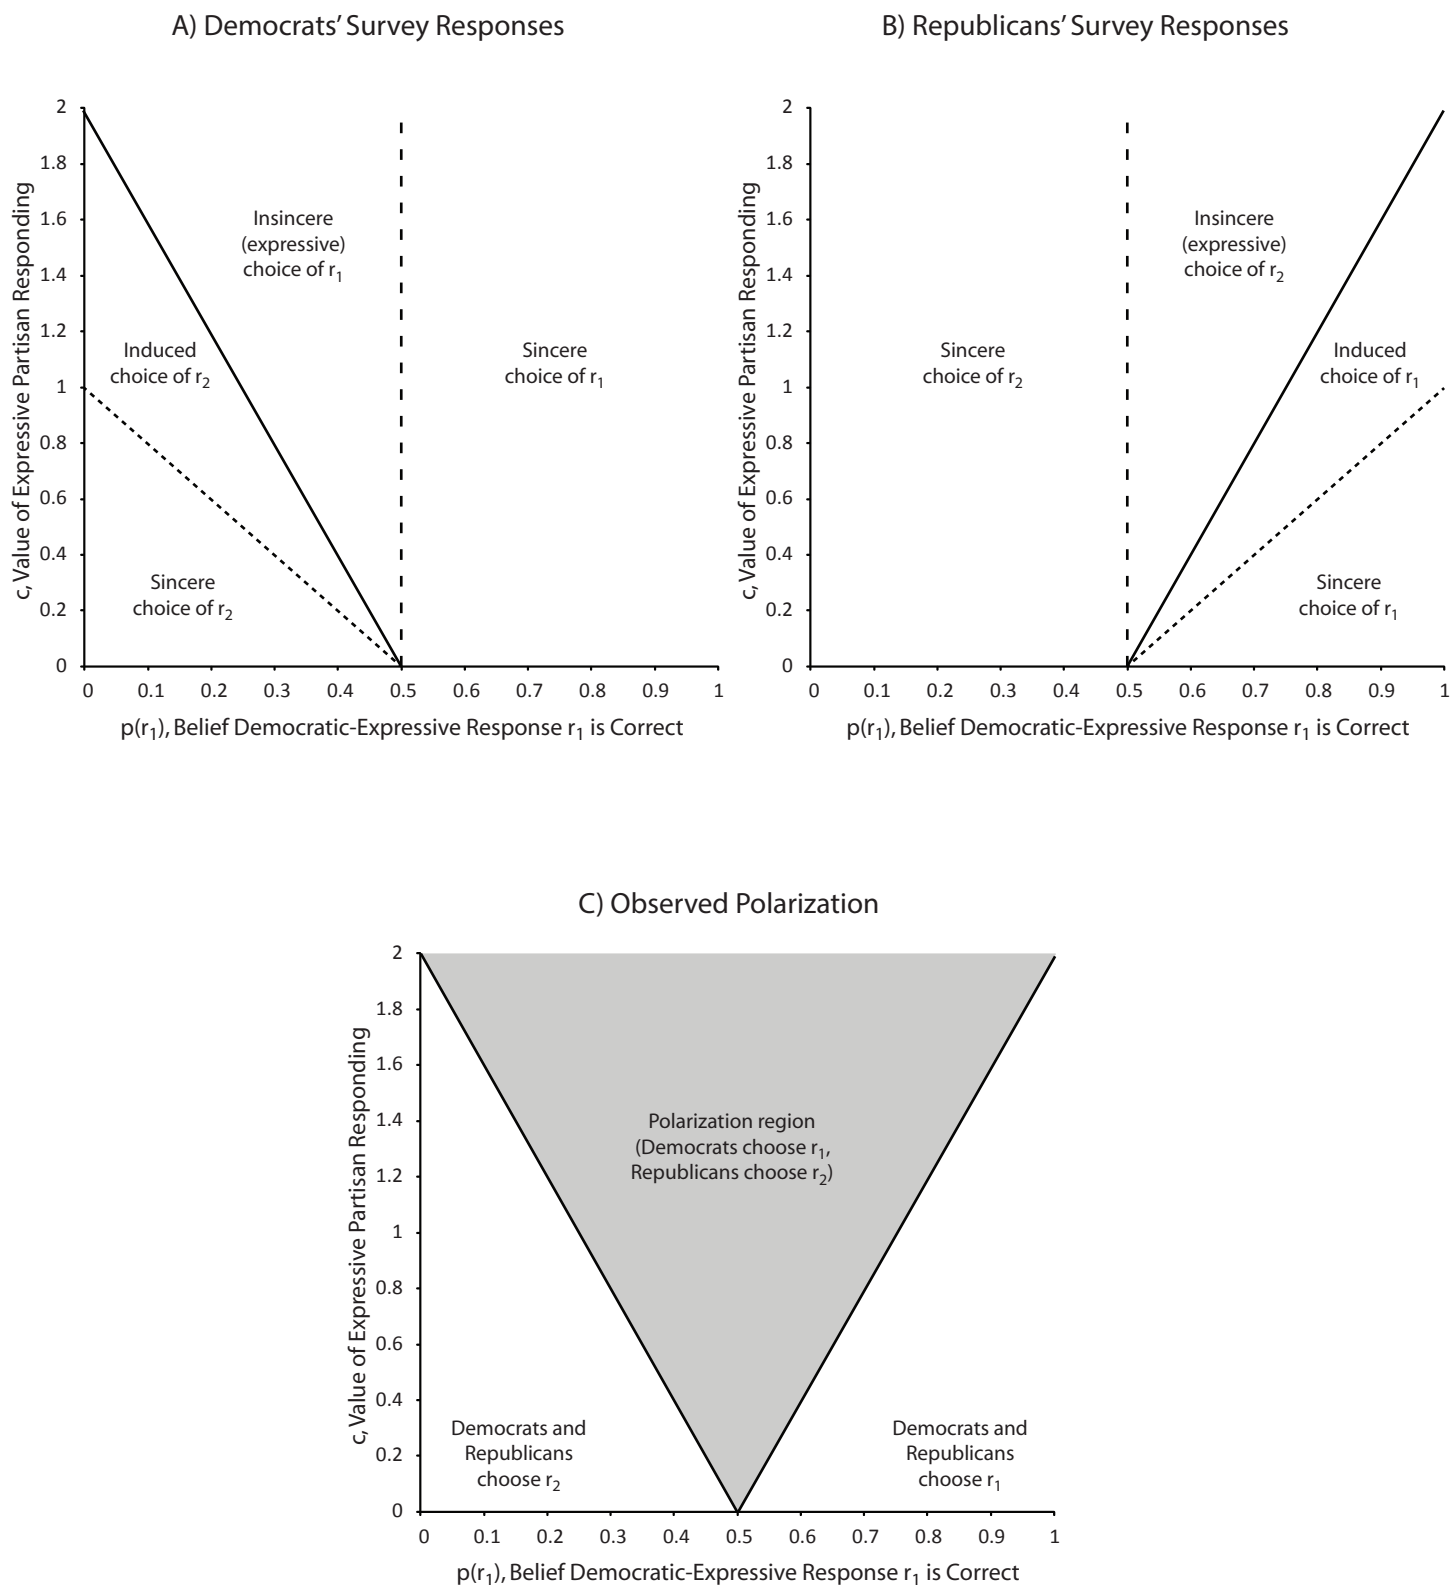 A) Democrats' Survey Responses
c, Value of Expressive Partisan Responding
2
1.8
1.6
1.4
1.2
1
0.8
0.6
0.4
0.2
0
Insincere
(expressive)
choice of r1
Induced
choice of r2
Sincere
choice of r1
Sincere
choice of r2
0 0.1 0.2 0.3 0.4 0.5 0.6 0.7 0.8 0.9 1
p(r1), Belief Democratic-Expressive Response r1 is Correct
B) Republicans' Survey Responses
c, Value of Expressive Partisan Responding
2
1.8
1.6
1.4
1.2
1
0.8
0.6
0.4
0.2
0
Insincere
(expressive)
choice of r2
Sincere
choice of r2
Induced
choice of r1
Sincere
choice of r1
0 0.1 0.2 0.3 0.4 0.5 0.6 0.7 0.8 0.9 1
p(r1), Belief Democratic-Expressive Response r1 is Correct
C) Observed Polarization
c, Value of Expressive Partisan Responding
2
1.8
1.6
1.4
1.2
1
0.8
0.6
0.4
0.2
0
Polarization region
(Democrats choose r1,
Republicans choose r2)
Democrats and
Republicans
choose r2
Democrats and
Republicans
choose r1
0 0.1 0.2 0.3 0.4 0.5 0.6 0.7 0.8 0.9 1
p(r1), Belief Democratic-Expressive Response r1 is Correct